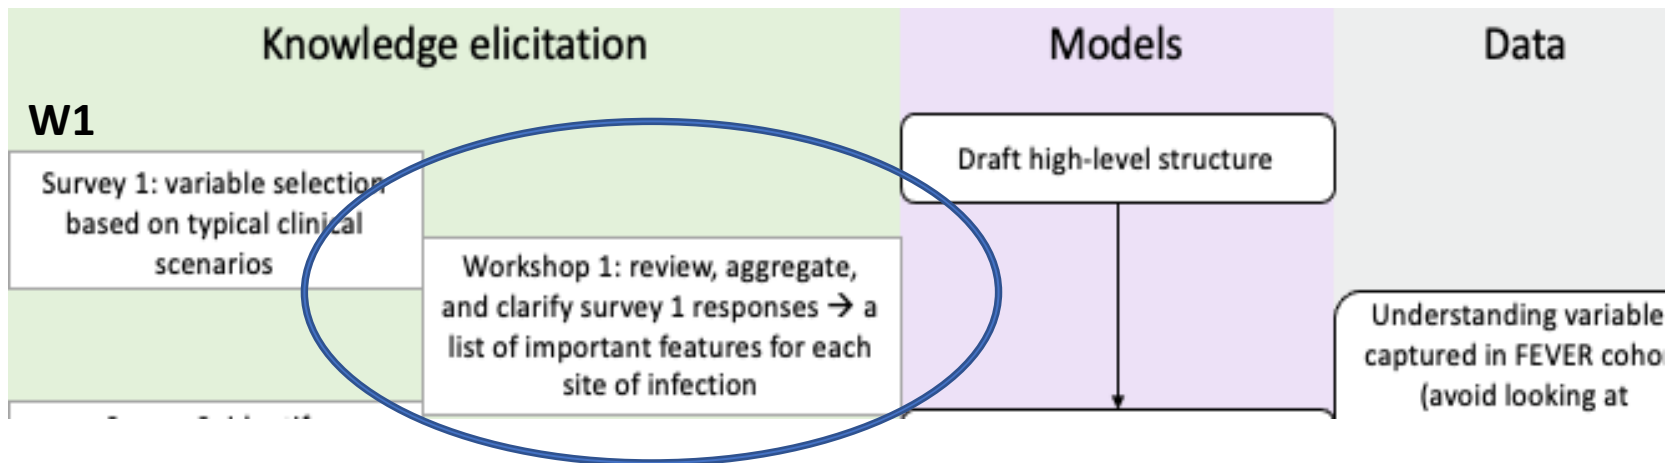 Knowledge elicitation
Models
Data
W1
Survey 1: variable selection
based on typical clinical
scenarios
Workshop 1: review, aggregate,
and clarify survey 1 responses → a
list of important features for each
site of infection
Draft high-level structure
Understanding variable
captured in FEVER coho
(avoid looking at